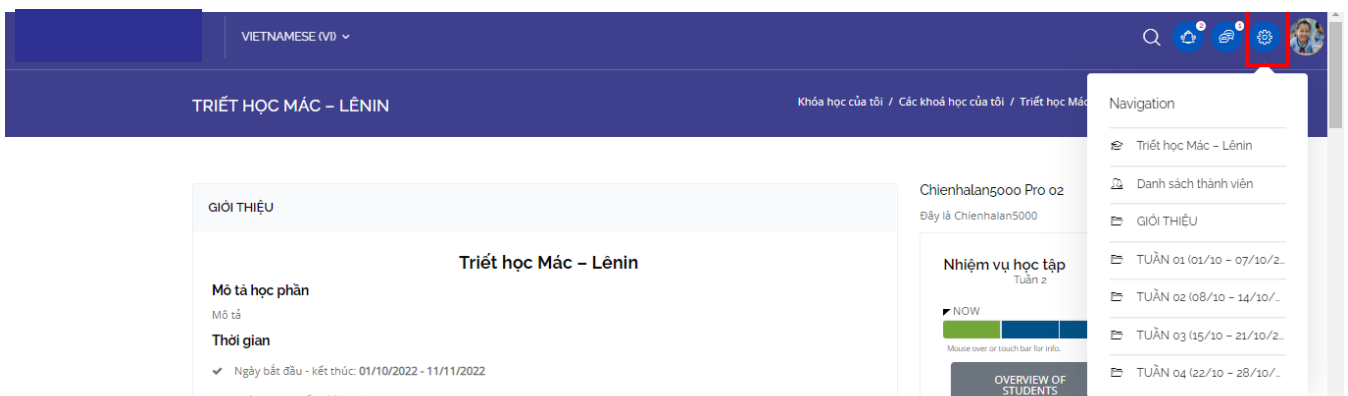 VIETNAMESE (VI)
2
5
TRIẾT HỌC MÁC – LÊNIN
Khóa học của tôi / Các khoá học của tôi / Triết học Mác
Navigation
Triết học Mác – Lênin
Danh sách thành viên
GIỚI THIỆU
TUẦN 01 (01/10 – 07/10/2...
TUẦN 02 (08/10 – 14/10/...
TUẦN 03 (15/10 – 21/10/2...
TUẦN 04 (22/10 – 28/10/...
GIỚI THIỆU
Triết học Mác – Lênin
Mô tả học phần
Mô tả
Thời gian
Ngày bắt đầu - kết thúc: 01/10/2022 - 11/11/2022
Chienhalan5000 Pro 02
Đây là Chienhalan5000
Nhiệm vụ học tập
Tuần 2
NOW
Mouse over or touch bar for info.
OVERVIEW OF
STUDENTS